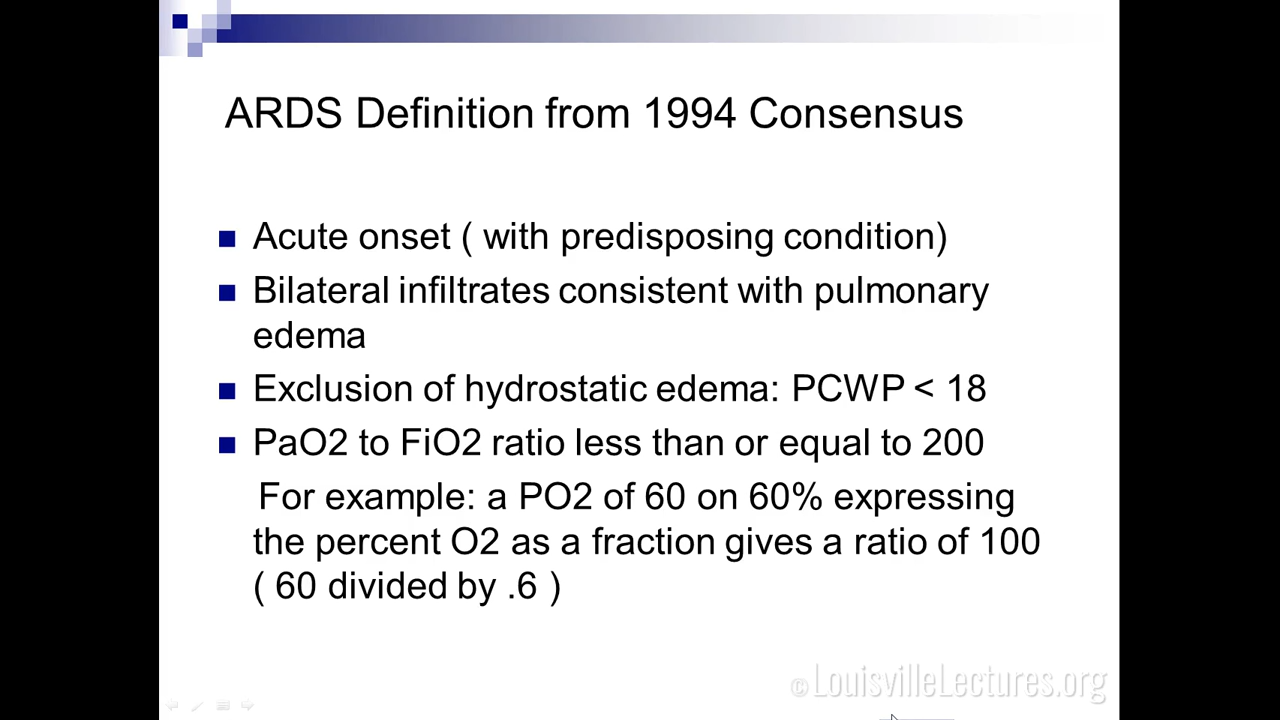 ARDS Definition from 1994 Consensus
Acute onset ( with predisposing condition)
Bilateral infiltrates consistent with pulmonary
edema
Exclusion of hydrostatic edema: PCWP < 18
PaO2 to FiO2 ratio less than or equal to 200
For example: a PO2 of 60 on 60% expressing
the percent O2 as a fraction gives a ratio of 100
( 60 divided by .6 )
©LouisvilleLectures.org